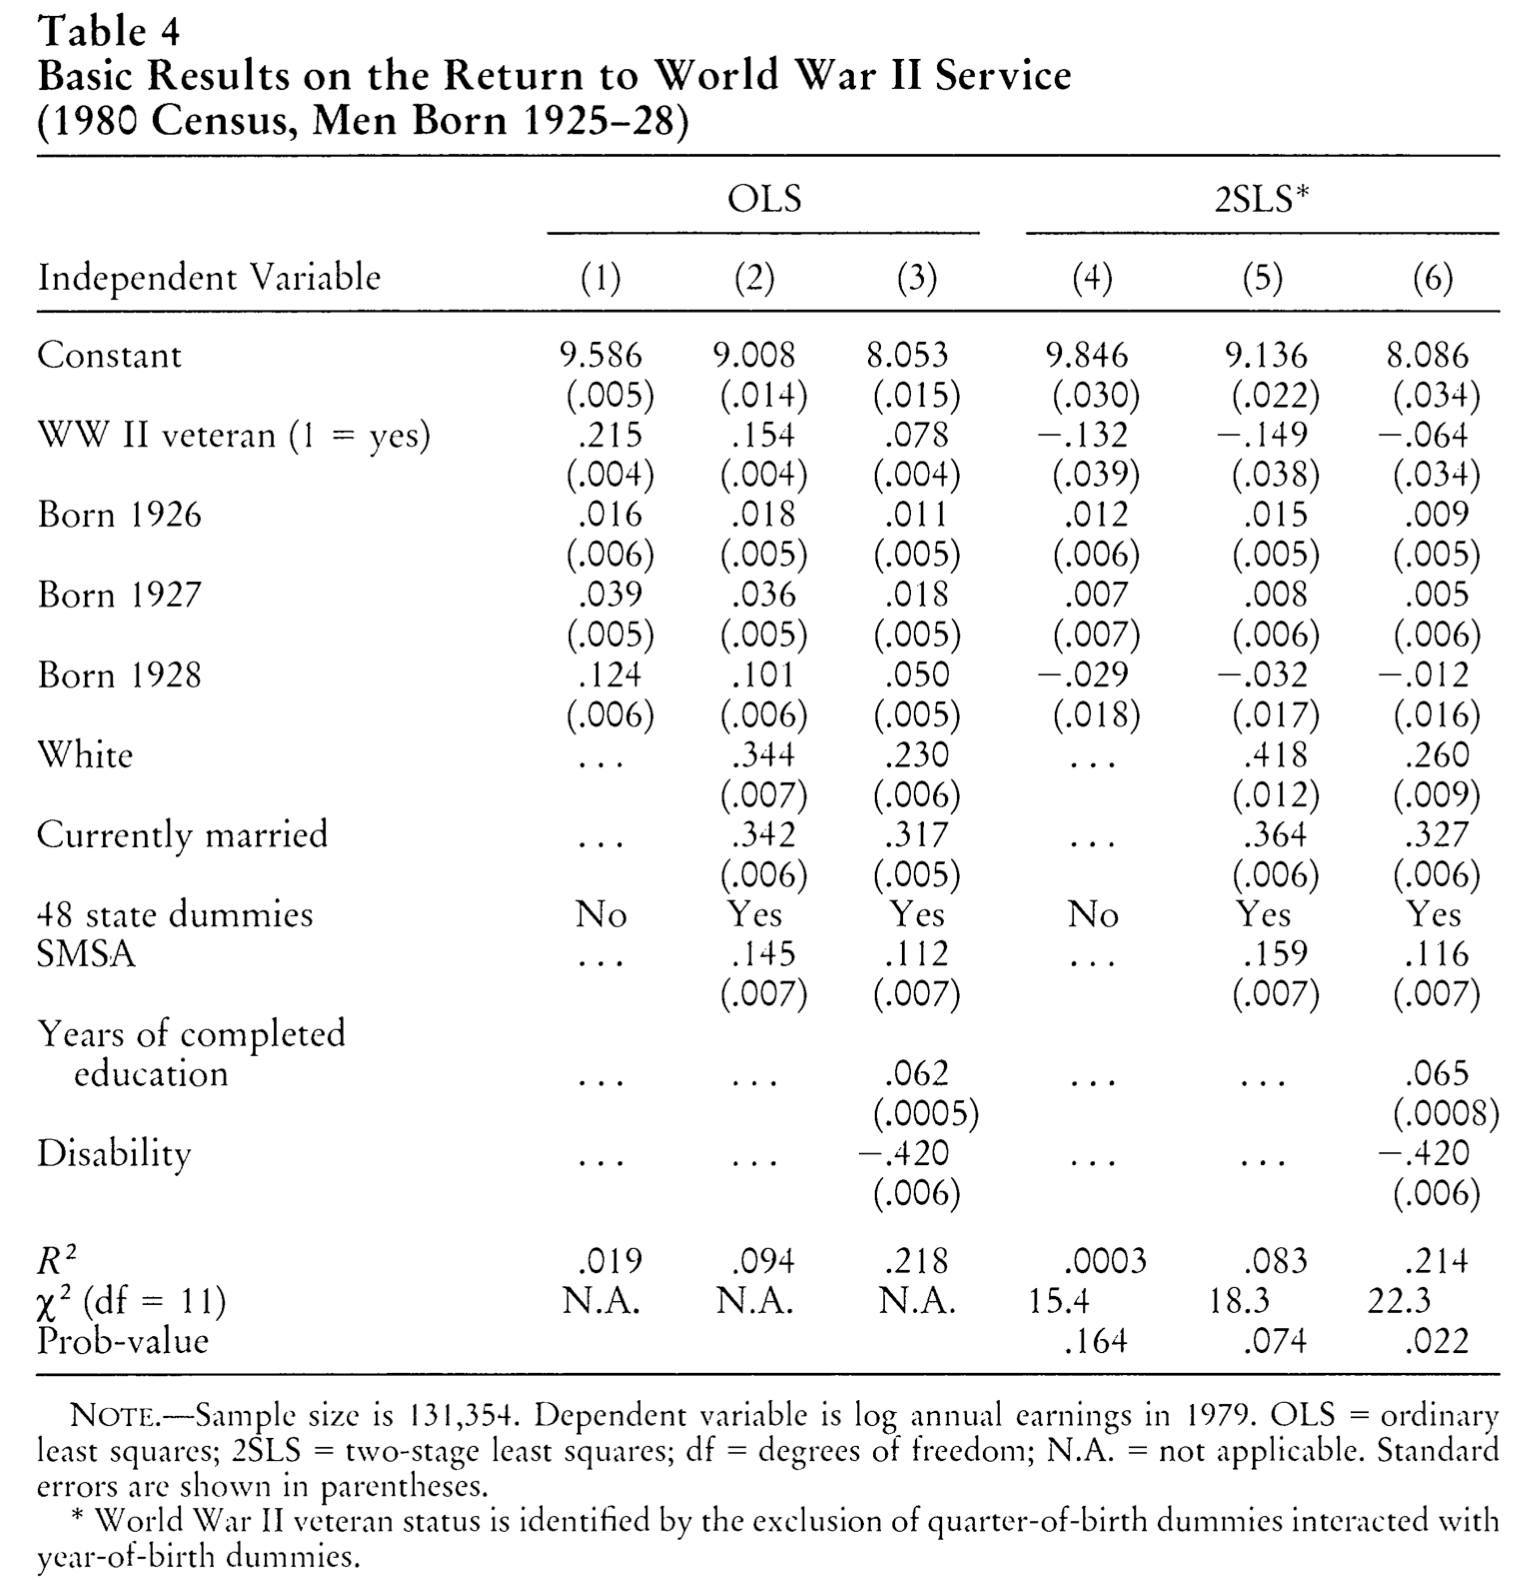 Table 4
Basic Results on the Return to World War II Service
(1980 Census, Men Born 1925–28)
OLS 2SLS*
Independent Variable (1) (2) (3) (4) (5) (6)
Constant 9.586 9.008 8.053 9.846 9.136 8.086
(.005) (.014) (.015) (.030) (.022) (.034)
WW II veteran (1 = yes) .215 .154 .078 −.132 −.149 −.064
(.004) (.004) (.004) (.039) (.038) (.034)
Born 1926 .016 .018 .011 .012 .015 .009
(.006) (.005) (.005) (.006) (.005) (.005)
Born 1927 .039 .036 .018 .007 .008 .005
(.005) (.005) (.005) (.007) (.006) (.006)
Born 1928 .124 .101 .050 −.029 −.032 −.012
(.006) (.006) (.005) (.018) (.017) (.016)
White ... .344 .230 ... .418 .260
(.007) (.006) (.012) (.009)
Currently married ... .342 .317 ... .364 .327
(.006) (.005) (.006) (.006)
48 state dummies No Yes Yes No Yes Yes
SMSA ... .145 .112 ... .159 .116
(.007) (.007) (.007) (.007)
Years of completed
education ... ... .062 ... ... .065
(.0005) (.0008)
Disability ... ... −.420 ... ... −.420
(.006) (.006)
R² .019 .094 .218 .0003 .083 .214
χ² (df = 11) N.A. N.A. N.A. 15.4 18.3 22.3
Prob-value .164 .074 .022
NOTE.—Sample size is 131,354. Dependent variable is log annual earnings in 1979. OLS = ordinary
least squares; 2SLS = two-stage least squares; df = degrees of freedom; N.A. = not applicable. Standard
errors are shown in parentheses.
* World War II veteran status is identified by the exclusion of quarter-of-birth dummies interacted with
year-of-birth dummies.